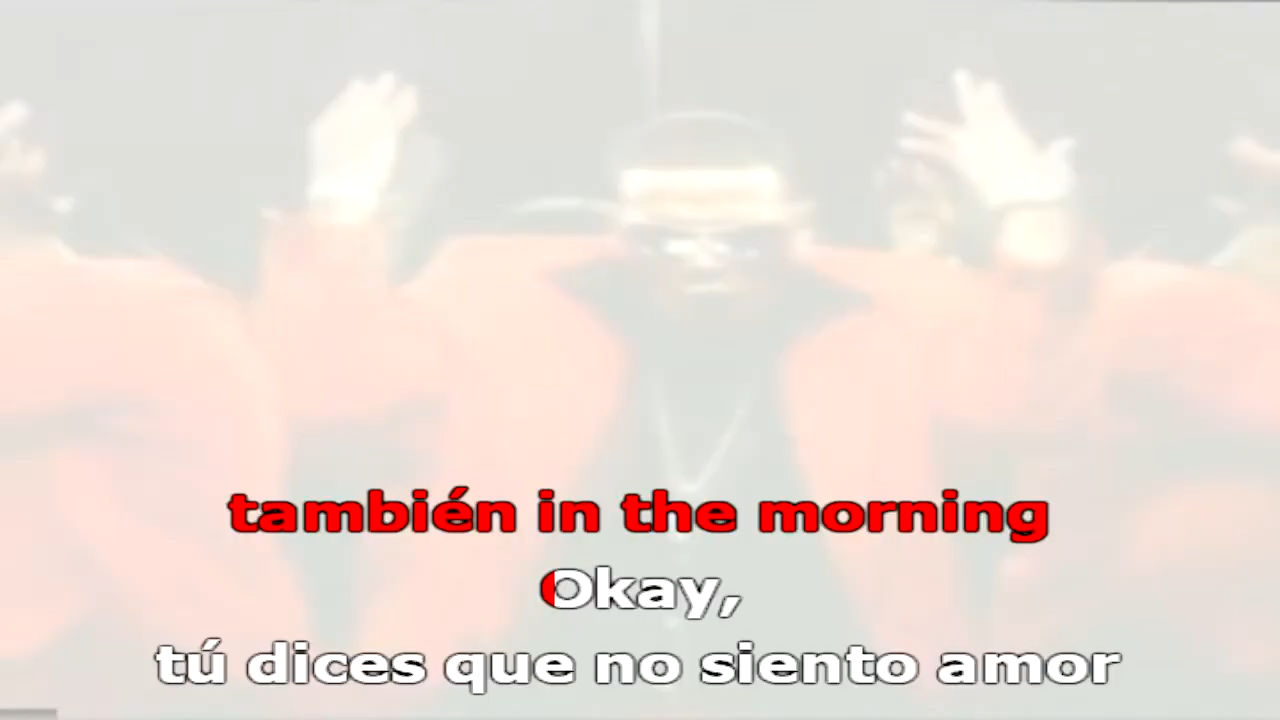 también in the morning
Okay,
tú dices que no siento amor